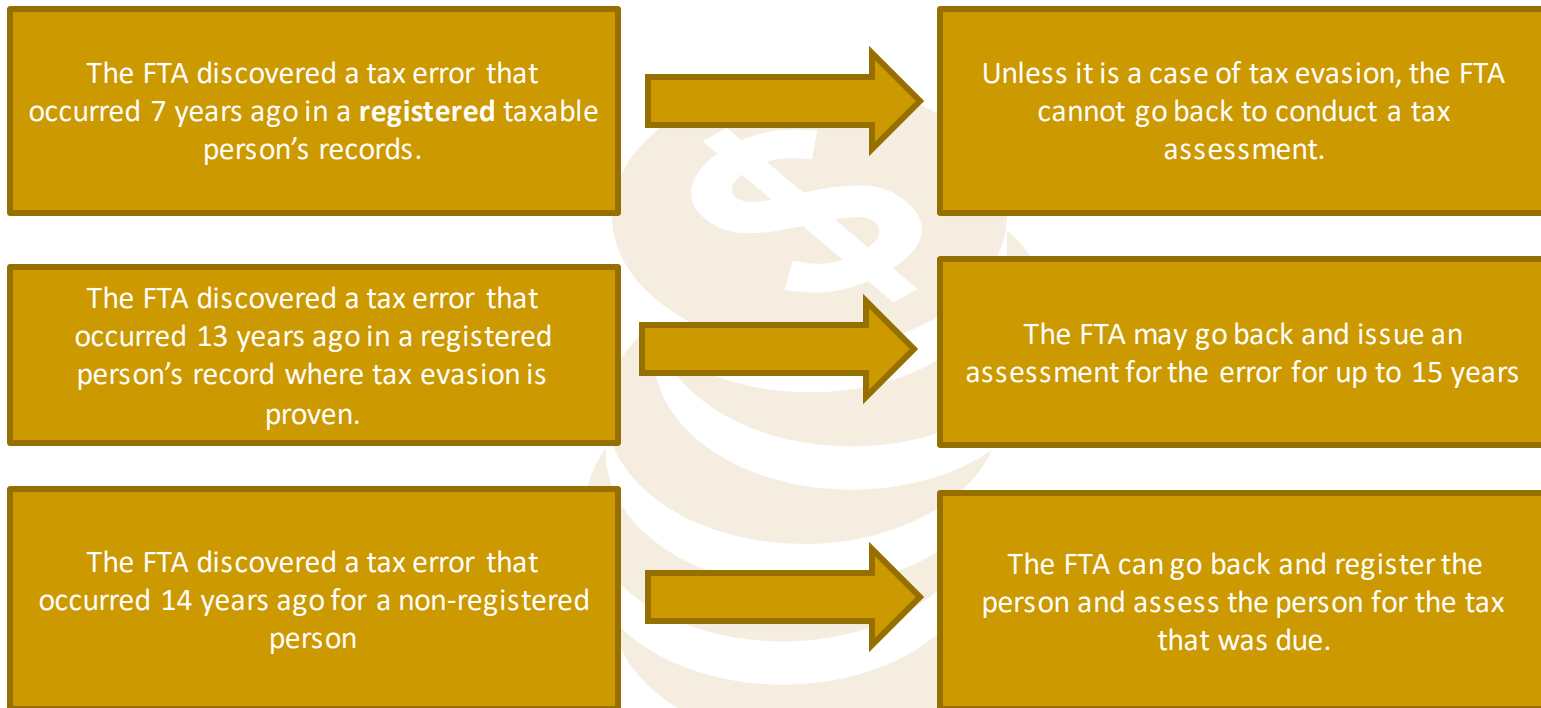 The FTA discovered a tax error that
occurred 7 years ago in a registered taxable
person's records.
Unless it is a case of tax evasion, the FTA
cannot go back to conduct a tax
assessment.
The FTA discovered a tax error that
occurred 13 years ago in a registered
person's record where tax evasion is
proven.
The FTA may go back and issue an
assessment for the error for up to 15 years
The FTA discovered a tax error that
occurred 14 years ago for a non-registered
person
The FTA can go back and register the
person and assess the person for the tax
that was due.